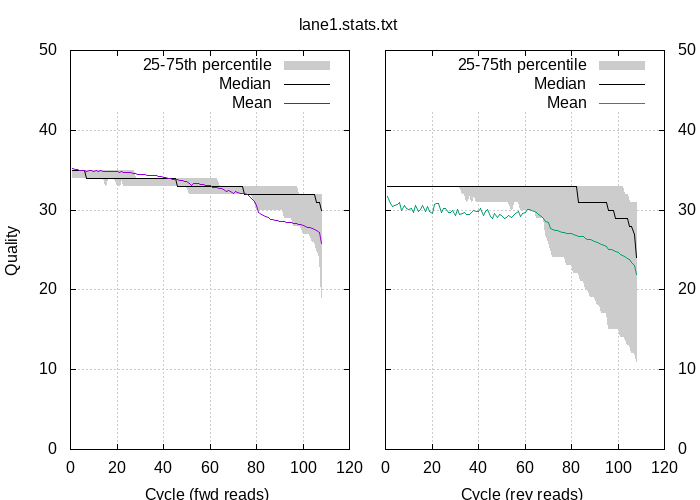 lane1.stats.txt
Quality
50
40
30
20
10
0
25-75th percentile
Median
Mean
0 20 40 60 80 100 120
Cycle (fwd reads)
50
40
30
20
10
0
25-75th percentile
Median
Mean
0 20 40 60 80 100 120
Cycle (rev reads)